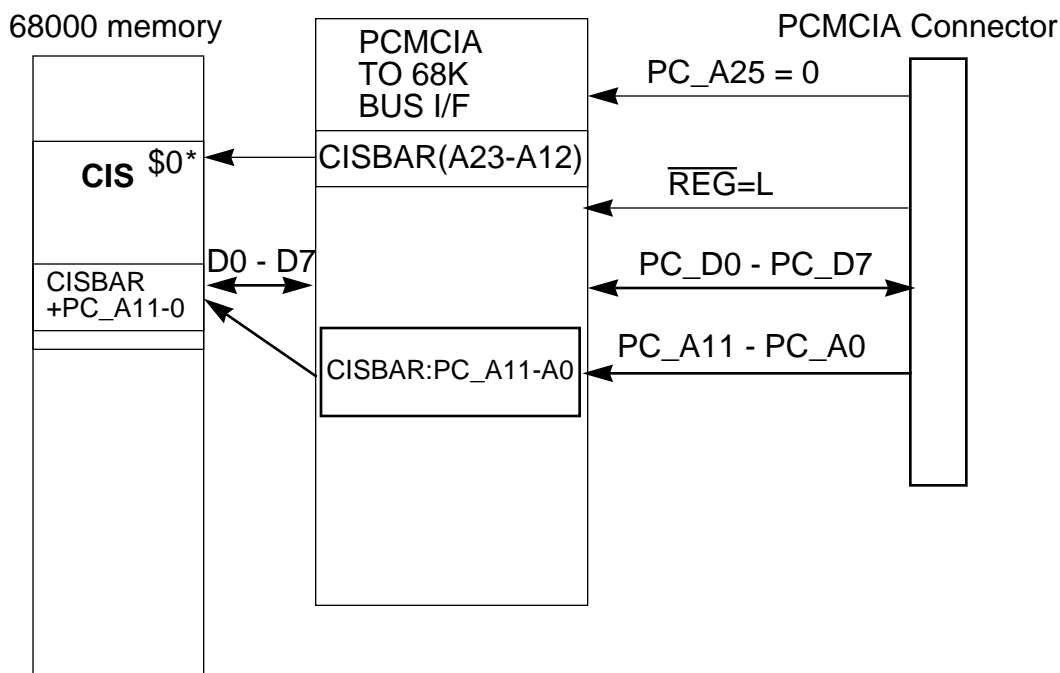 68000 memory
PCMCIA
TO 68K
BUS I/F
PCMCIA Connector
PC_A25 = 0
CIS $0*
CISBAR(A23-A12)
REG=L
D0 - D7
PC_D0 - PC_D7
CISBAR
+PC_A11-0
CISBAR:PC_A11-A0
PC_A11 - PC_A0